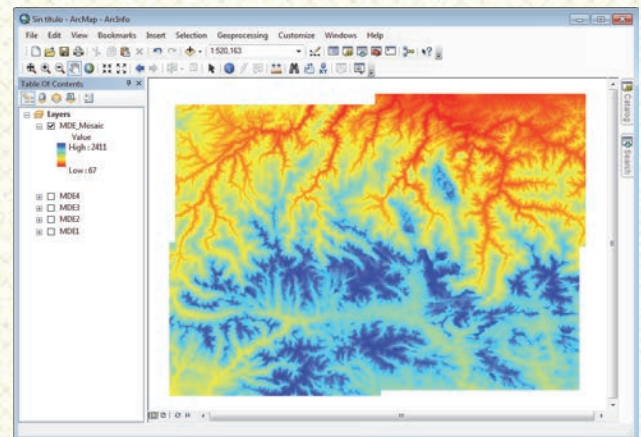 Sin título - ArcMap - ArcInfo
File Edit View Bookmarks Insert Selection Geoprocessing Customize Windows Help
1:520,163
Table Of Contents
Layers
MDE_Mosaic
Value
High : 2411
Low : 67
MDE4
MDE3
MDE2
MDE1
Catalog
Search